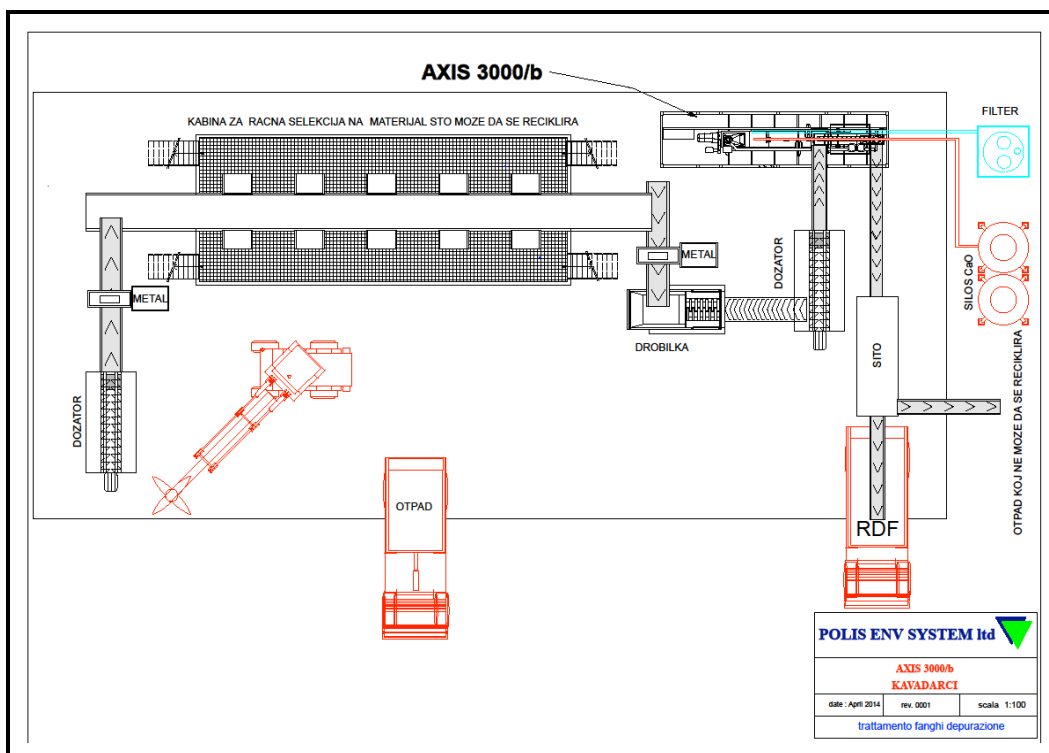 AXIS 3000/b
KABINA ZA RACNA SELEKCIJA NA MATERIJAL STO MOZE DA SE RECIKLIRA
FILTER
METAL
METAL
DOZATOR
DOZATOR
DROBILKA
SITO
SILOS CaO
OTPAD KOJ NE MOZE DA SE RECIKLIRA
OTPAD
RDF
POLIS ENV SYSTEM ltd
AXIS 3000/b
KAVADARCI
date : April 2014 rev. 0001 scala 1:100
trattamento fanghi depurazione